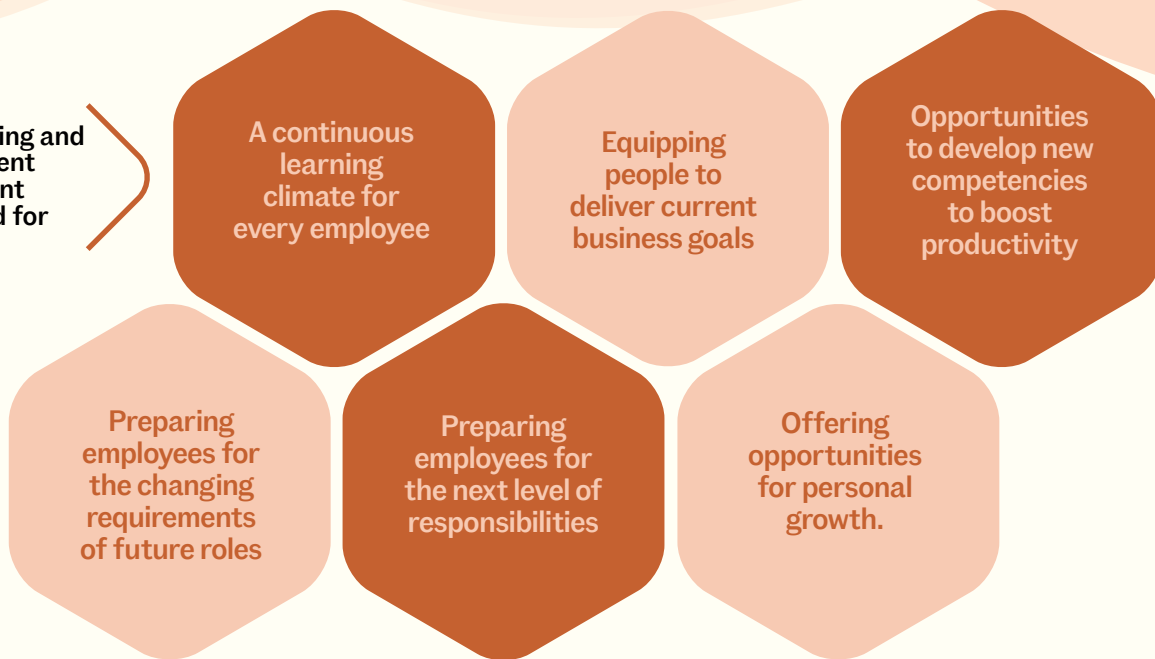 ing and
ent
nt
d for
A continuous
learning
climate for
every employee
Equipping
people to
deliver current
business goals
Opportunities
to develop new
competencies
to boost
productivity
Preparing
employees for
the changing
requirements
of future roles
Preparing
employees for
the next level of
responsibilities
Offering
opportunities
for personal
growth.